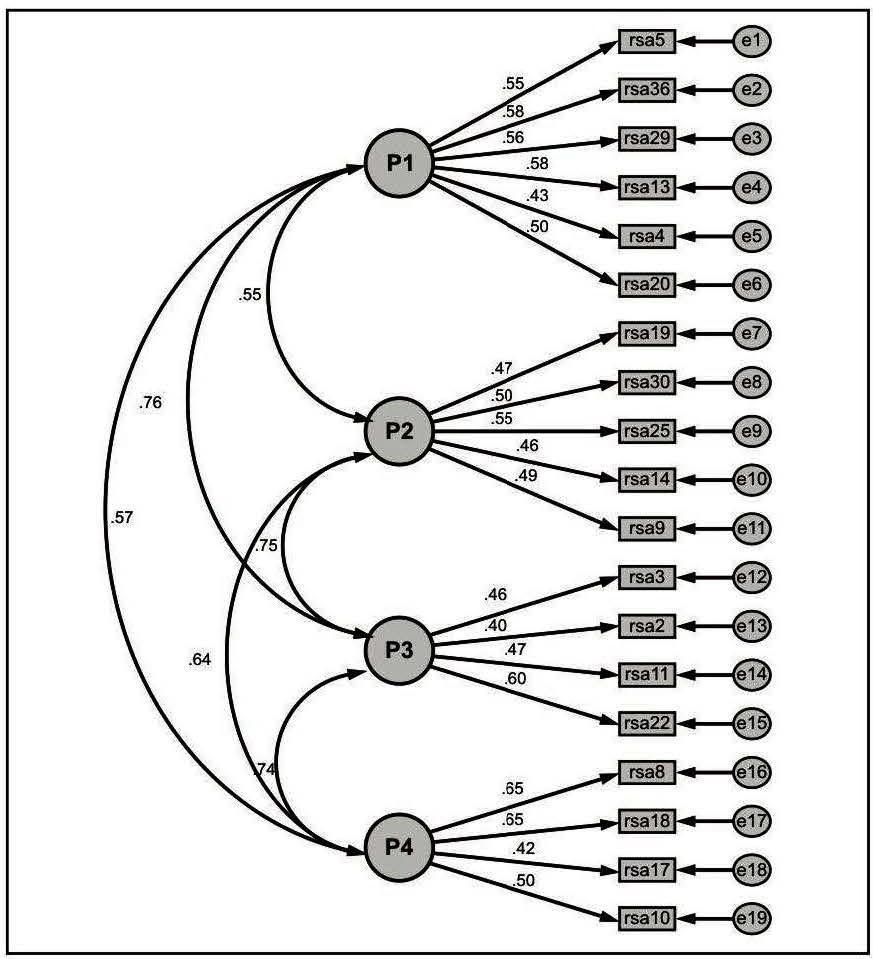 rsa5 e1
.55
rsa36 e2
.58
rsa29 e3
.56
P1
.58
rsa13 e4
.43
rsa4 e5
.50
rsa20 e6
.55
rsa19 e7
.47
rsa30 e8
.50
.76
.55
P2
rsa25 e9
.46
rsa14 e10
.49
rsa9 e11
.57
.75
rsa3 e12
.46
rsa2 e13
.40
P3
.47
.64
rsa11 e14
.60
rsa22 e15
.74
rsa8 e16
.65
rsa18 e17
.65
P4
.42
rsa17 e18
.50
rsa10 e19